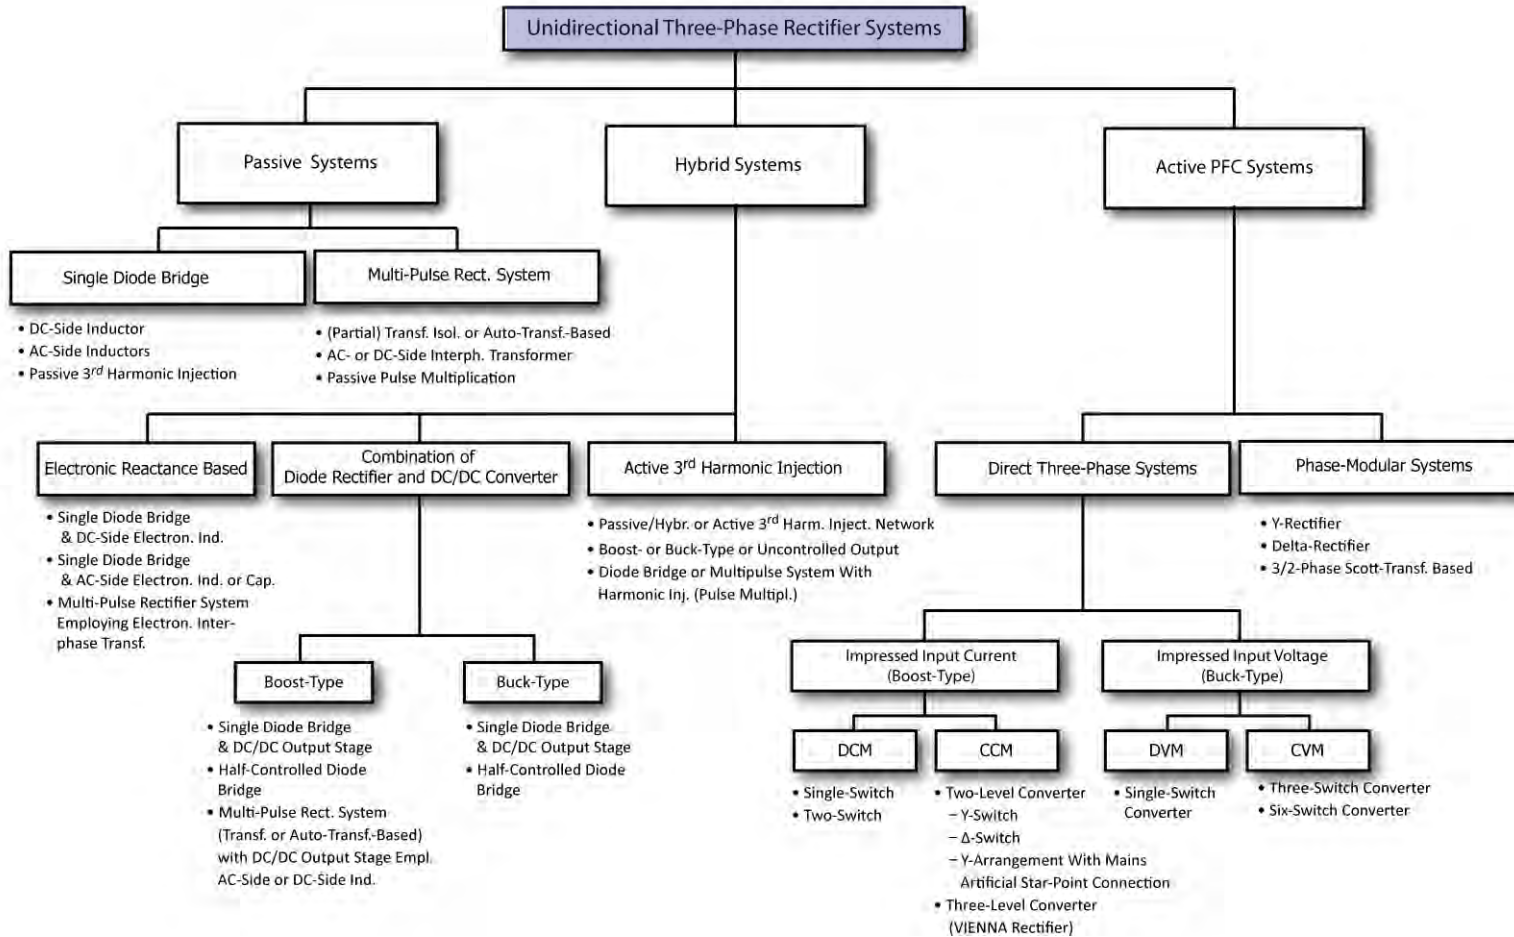 Unidirectional Three-Phase Rectifier Systems
Passive Systems
Hybrid Systems
Active PFC Systems
Single Diode Bridge
Multi-Pulse Rect. System
• DC-Side Inductor
• AC-Side Inductors
• Passive 3rd Harmonic Injection
• (Partial) Transf. Isol. or Auto-Transf.-Based
• AC- or DC-Side Interph. Transformer
• Passive Pulse Multiplication
Electronic Reactance Based
Combination of
Diode Rectifier and DC/DC Converter
Active 3rd Harmonic Injection
Direct Three-Phase Systems
Phase-Modular Systems
• Single Diode Bridge
& DC-Side Electron. Ind.
• Single Diode Bridge
& AC-Side Electron. Ind. or Cap.
• Multi-Pulse Rectifier System
Employing Electron. Inter-
phase Transf.
• Passive/Hybr. or Active 3rd Harm. Inject. Network
• Boost- or Buck-Type or Uncontrolled Output
• Diode Bridge or Multipulse System With
Harmonic Inj. (Pulse Multipl.)
• Y-Rectifier
• Delta-Rectifier
• 3/2-Phase Scott-Transf. Based
Boost-Type
Buck-Type
• Single Diode Bridge
& DC/DC Output Stage
• Half-Controlled Diode
Bridge
• Multi-Pulse Rect. System
(Transf. or Auto-Transf.-Based)
with DC/DC Output Stage Empl.
AC-Side or DC-Side Ind.
• Single Diode Bridge
& DC/DC Output Stage
• Half-Controlled Diode
Bridge
Impressed Input Current
(Boost-Type)
Impressed Input Voltage
(Buck-Type)
DCM
CCM
DVM
CVM
• Single-Switch
• Two-Switch
• Two-Level Converter
– Y-Switch
– Δ-Switch
– Y-Arrangement With Mains
Artificial Star-Point Connection
• Three-Level Converter
(VIENNA Rectifier)
• Single-Switch
Converter
• Three-Switch Converter
• Six-Switch Converter